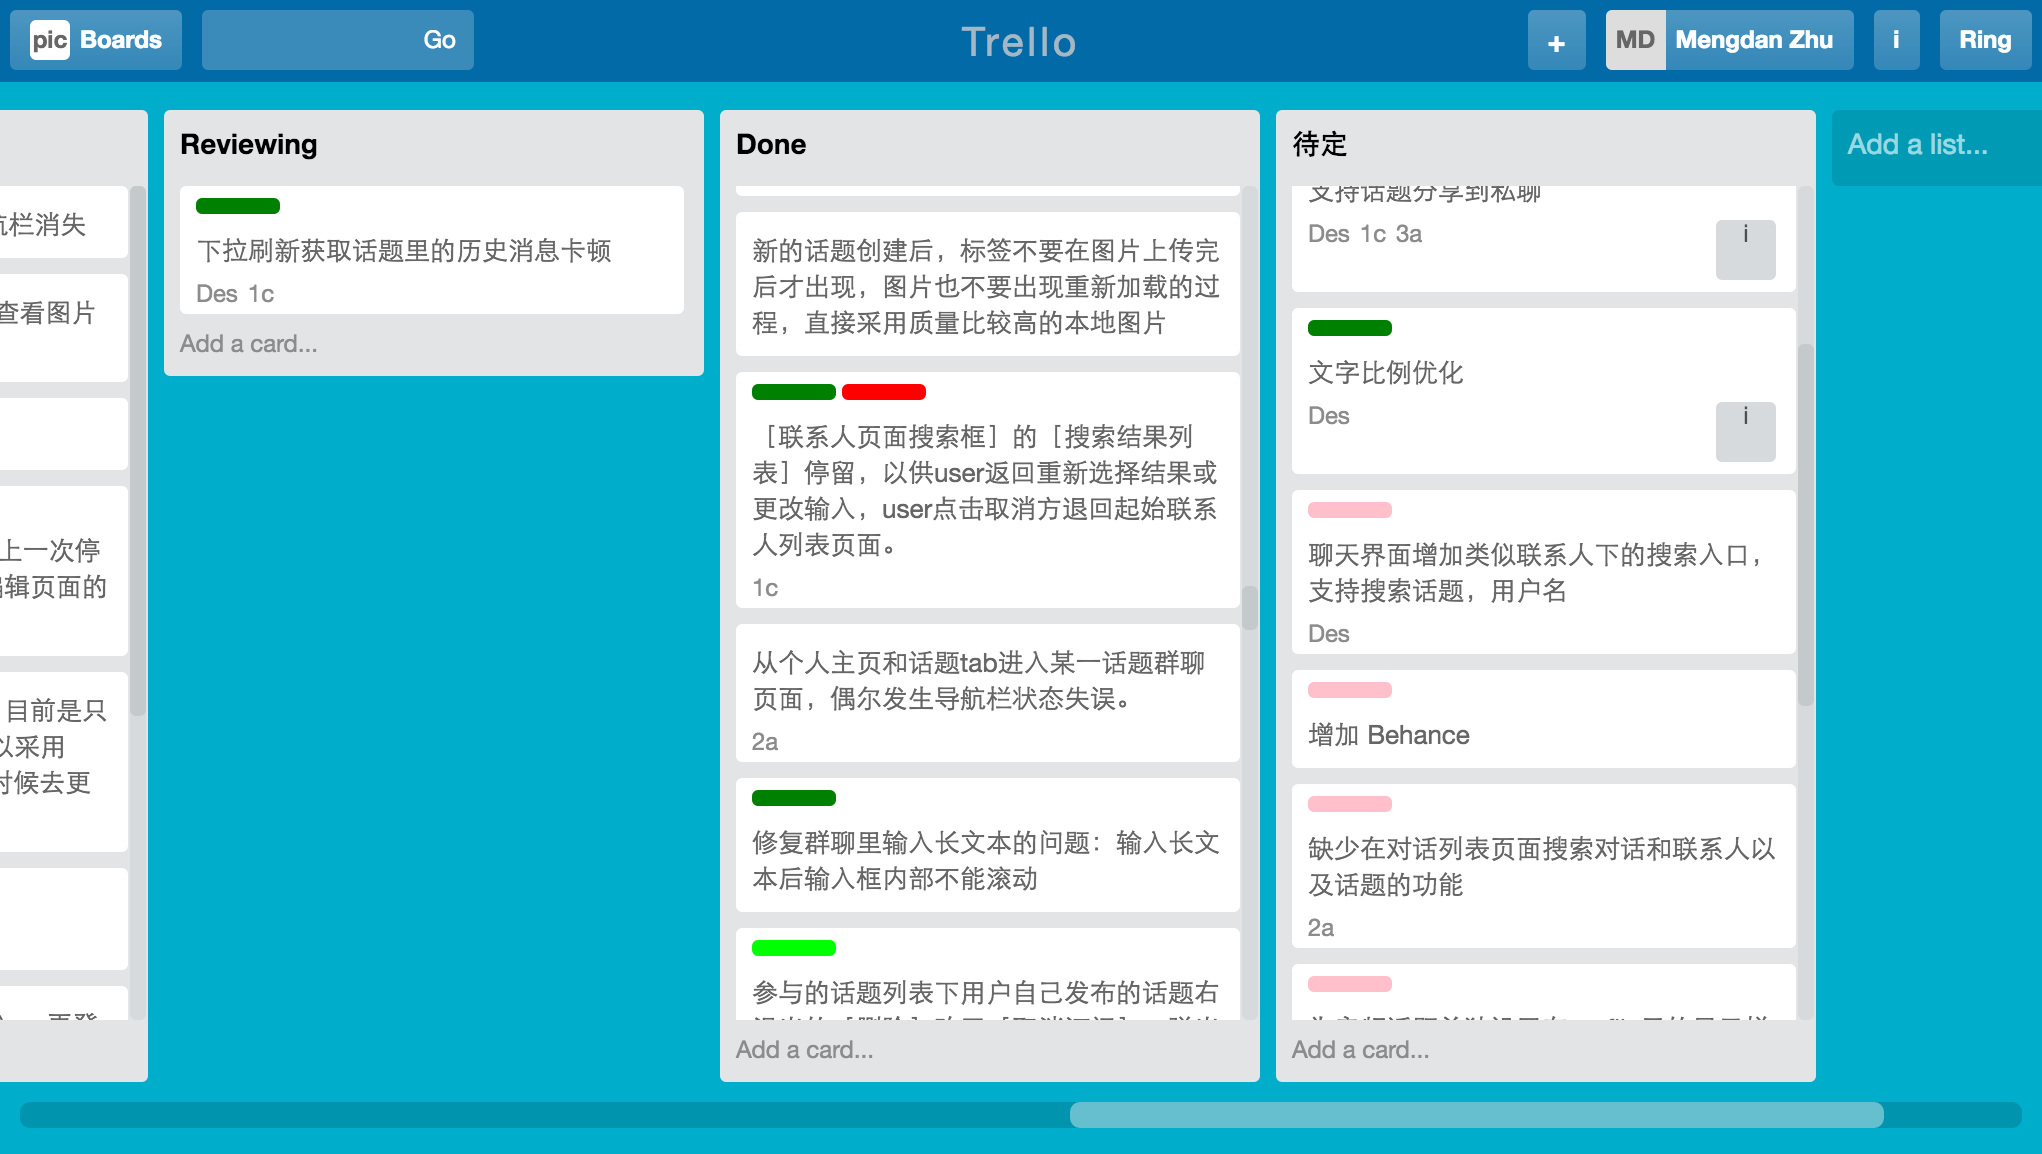 pic Boards
Go
Trello
+
MD Mengdan Zhu
i
Ring
栏消失
查看图片
上一次停
辑页面的
目前是只
以采用
时候去更
Reviewing
下拉刷新获取话题里的历史消息卡顿
Des 1c
Add a card...
Done
新的话题创建后，标签不要在图片上传完
后才出现，图片也不要出现重新加载的过
程，直接采用质量比较高的本地图片
［联系人页面搜索框］的［搜索结果列
表］停留，以供user返回重新选择结果或
更改输入，user点击取消方退回起始联系
人列表页面。
1c
从个人主页和话题tab进入某一话题群聊
页面，偶尔发生导航栏状态失误。
2a
修复群聊里输入长文本的问题：输入长文
本后输入框内部不能滚动
参与的话题列表下用户自己发布的话题右
Add a card...
待定
支持话题分享到私聊
Des 1c 3a
i
文字比例优化
Des
i
聊天界面增加类似联系人下的搜索入口，
支持搜索话题，用户名
Des
增加 Behance
缺少在对话列表页面搜索对话和联系人以
及话题的功能
2a
Add a card...
Add a list...